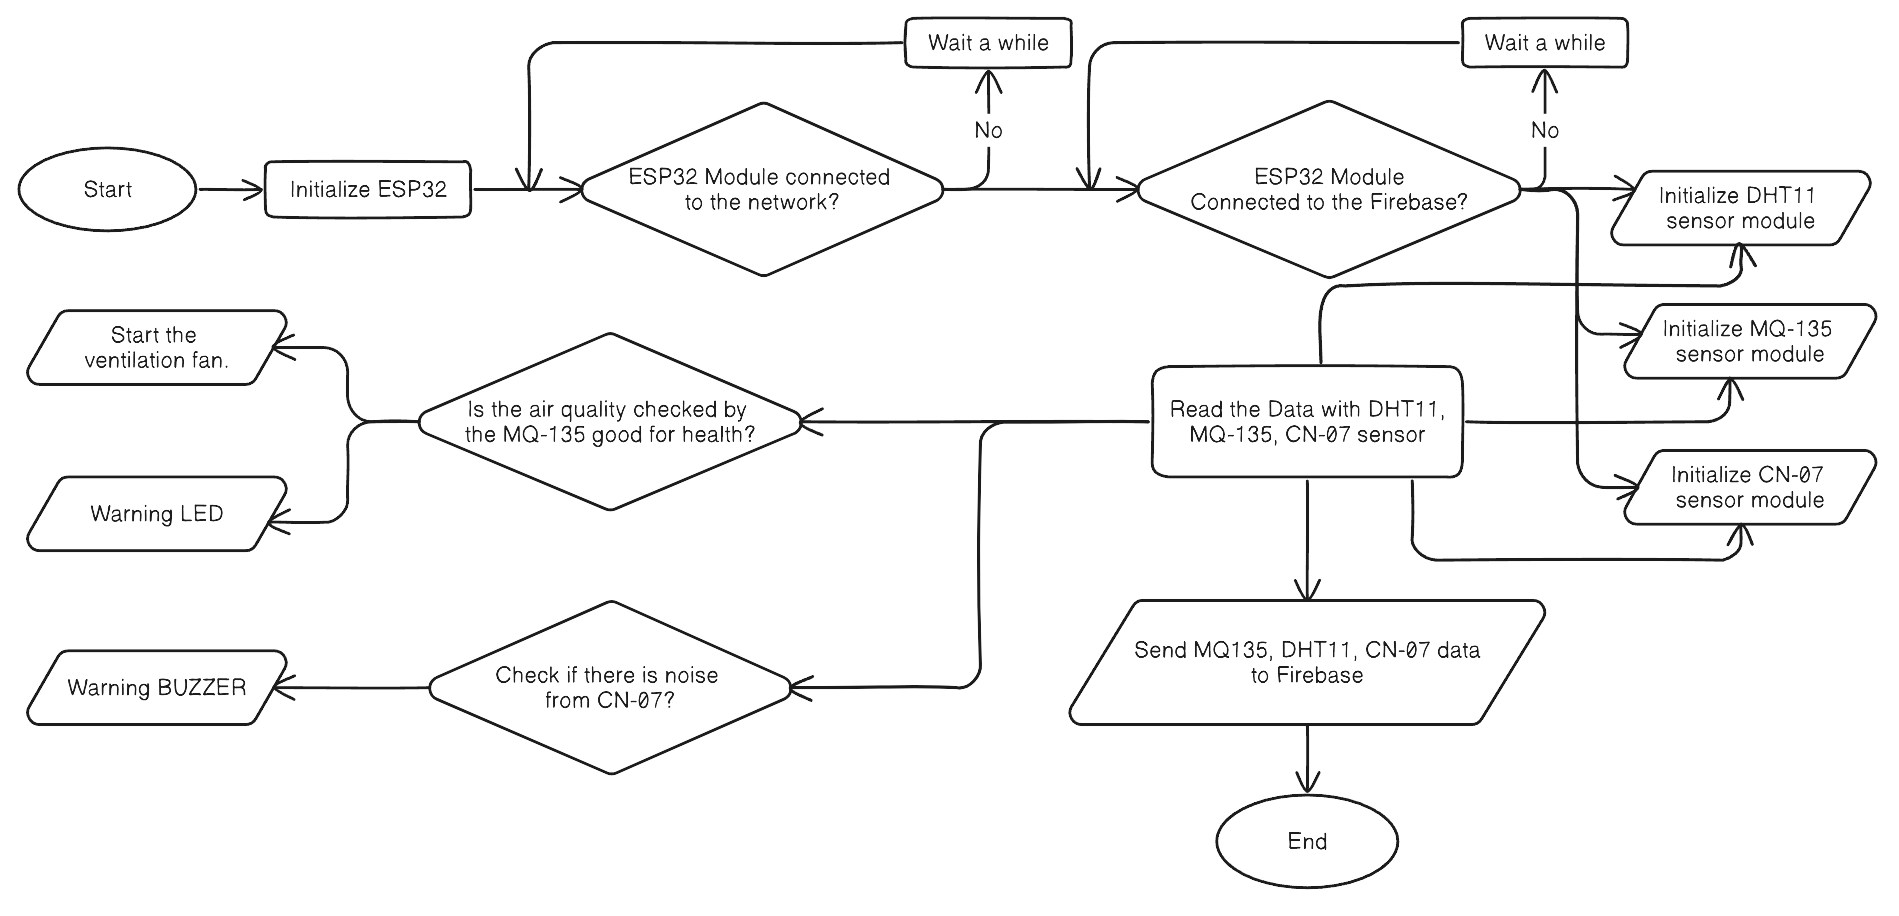 Wait a while
Wait a while
No
No
Start
Initialize ESP32
ESP32 Module connected
to the network?
ESP32 Module
Connected to the Firebase?
Initialize DHT11
sensor module
Start the
ventilation fan.
Initialize MQ-135
sensor module
Is the air quality checked by
the MQ-135 good for health?
Read the Data with DHT11,
MQ-135, CN-07 sensor
Initialize CN-07
sensor module
Warning LED
Send MQ135, DHT11, CN-07 data
to Firebase
Check if there is noise
from CN-07?
Warning BUZZER
End